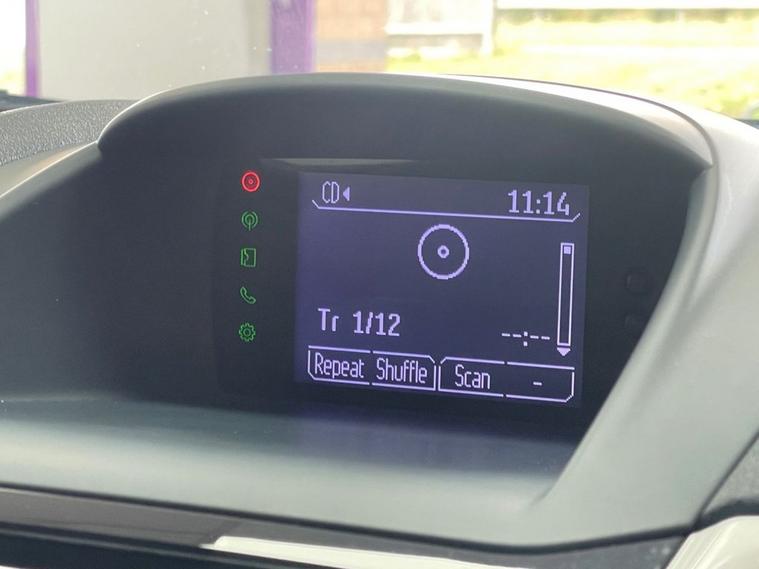 CD 11:14
Tr 1/12 --:--
Repeat Shuffle Scan -